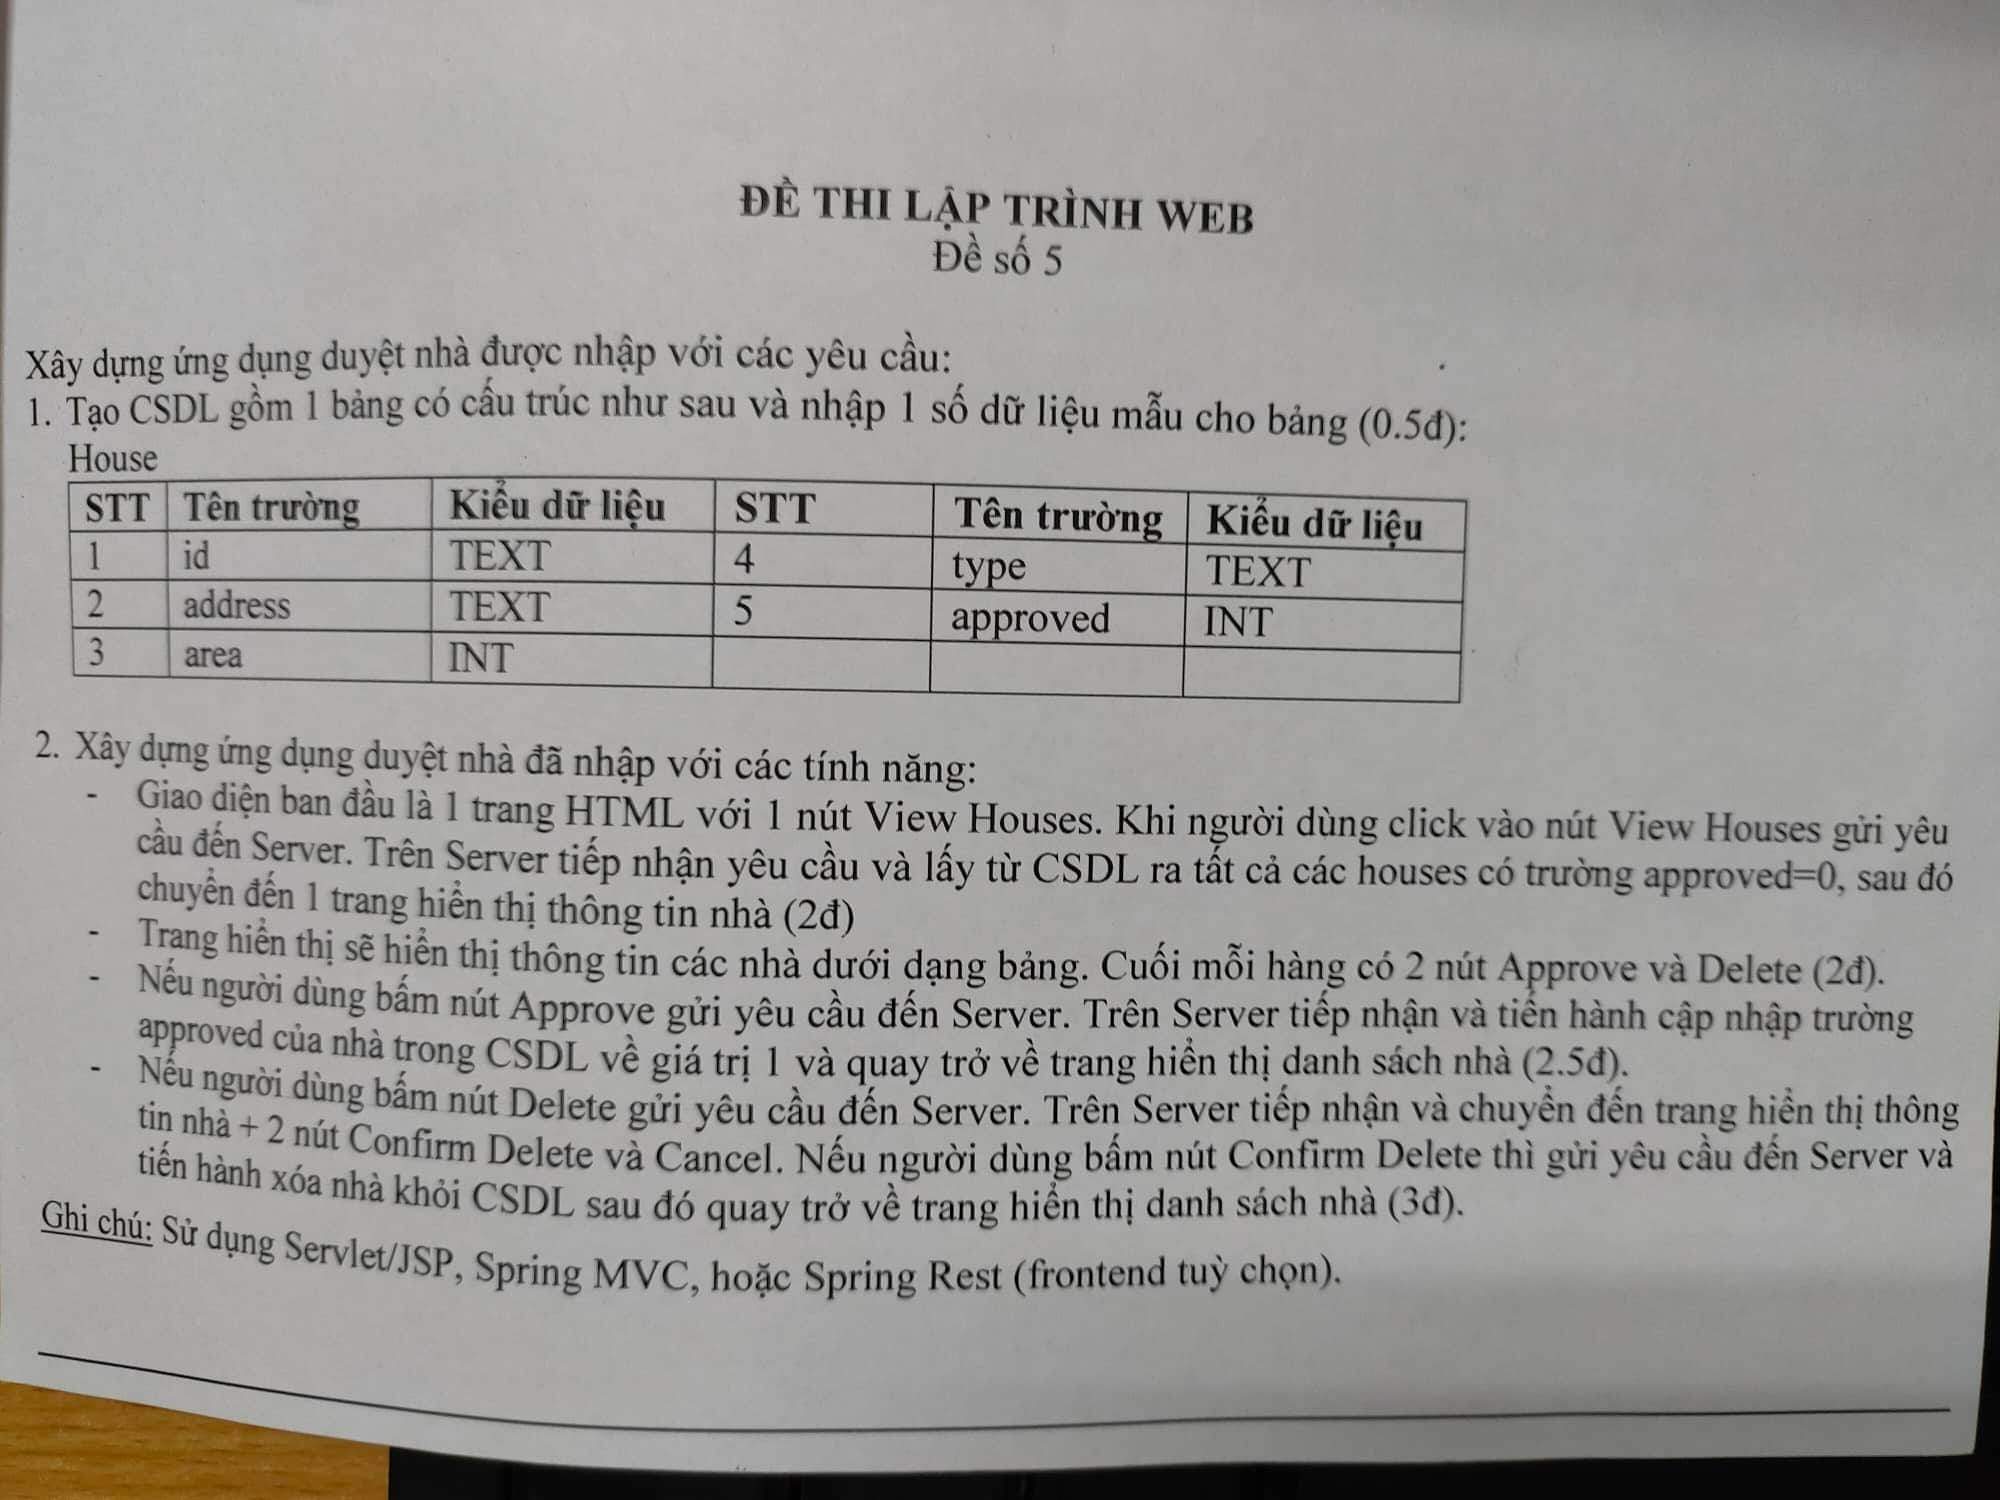 ĐỀ THI LẬP TRÌNH WEB
Đề số 5
Xây dựng ứng dụng duyệt nhà được nhập với các yêu cầu:
1. Tạo CSDL gồm 1 bảng có cấu trúc như sau và nhập 1 số dữ liệu mẫu cho bảng (0.5đ):
House
STT Tên trường Kiểu dữ liệu STT Tên trường Kiểu dữ liệu
1 id TEXT 4 type TEXT
2 address TEXT 5 approved INT
3 area INT
2. Xây dựng ứng dụng duyệt nhà đã nhập với các tính năng:
- Giao diện ban đầu là 1 trang HTML với 1 nút View Houses. Khi người dùng click vào nút View Houses gửi yêu
cầu đến Server. Trên Server tiếp nhận yêu cầu và lấy từ CSDL ra tất cả các houses có trường approved=0, sau đó
chuyển đến 1 trang hiển thị thông tin nhà (2đ)
- Trang hiển thị sẽ hiển thị thông tin các nhà dưới dạng bảng. Cuối mỗi hàng có 2 nút Approve và Delete (2đ).
- Nếu người dùng bấm nút Approve gửi yêu cầu đến Server. Trên Server tiếp nhận và tiến hành cập nhập trường
approved của nhà trong CSDL về giá trị 1 và quay trở về trang hiển thị danh sách nhà (2.5đ).
- Nếu người dùng bấm nút Delete gửi yêu cầu đến Server. Trên Server tiếp nhận và chuyển đến trang hiển thị thông
tin nhà + 2 nút Confirm Delete và Cancel. Nếu người dùng bấm nút Confirm Delete thì gửi yêu cầu đến Server và
tiến hành xóa nhà khỏi CSDL sau đó quay trở về trang hiển thị danh sách nhà (3đ).
Ghi chú: Sử dụng Servlet/JSP, Spring MVC, hoặc Spring Rest (frontend tuỳ chọn).